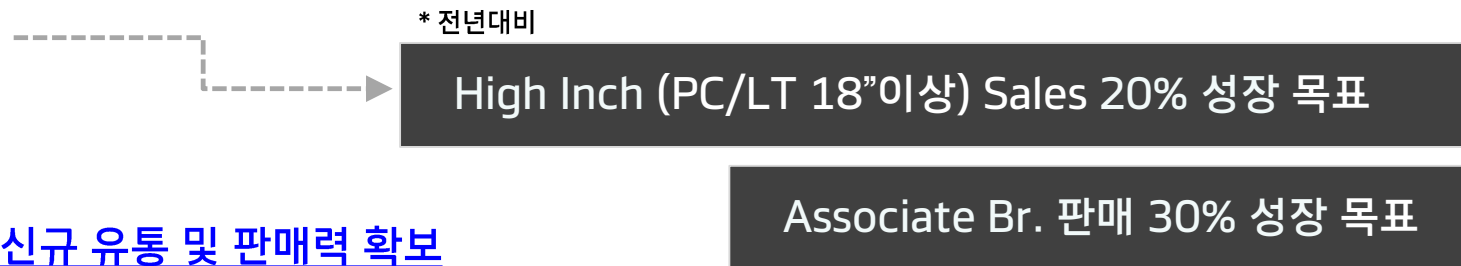 * 전년대비
High Inch (PC/LT 18”이상) Sales 20% 성장 목표
Associate Br. 판매 30% 성장 목표
신규 유통 및 판매력 확보